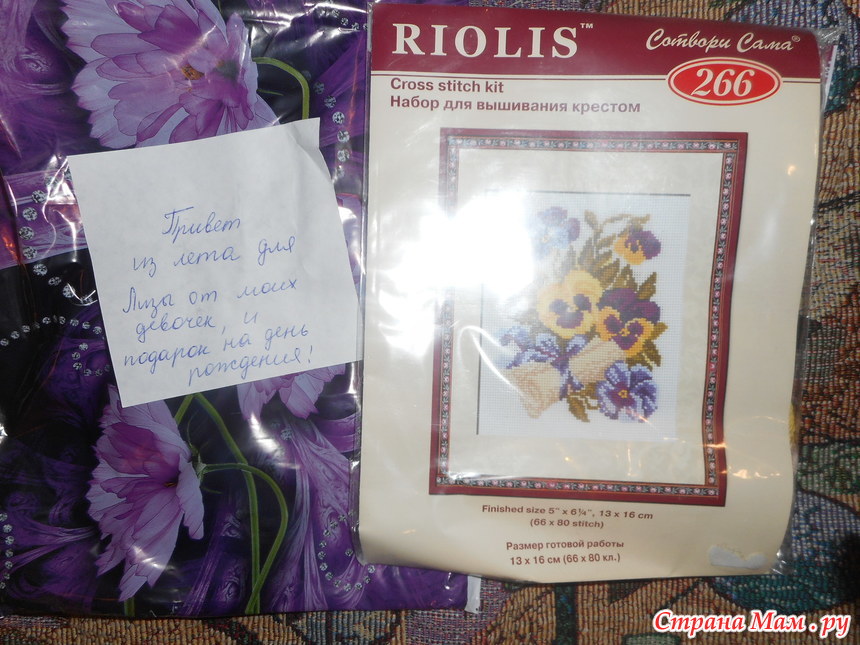 Привет
из лета для
Лизы от моих
девочек, и
подарок на день
рождения!
RIOLIS™
Сотвори Сама®
266
Cross stitch kit
Набор для вышивания крестом
Finished size 5" x 6¼", 13 x 16 cm
(66 x 80 stitch)
Размер готовой работы
13 x 16 см (66 x 80 кл.)
Страна Мам.ру